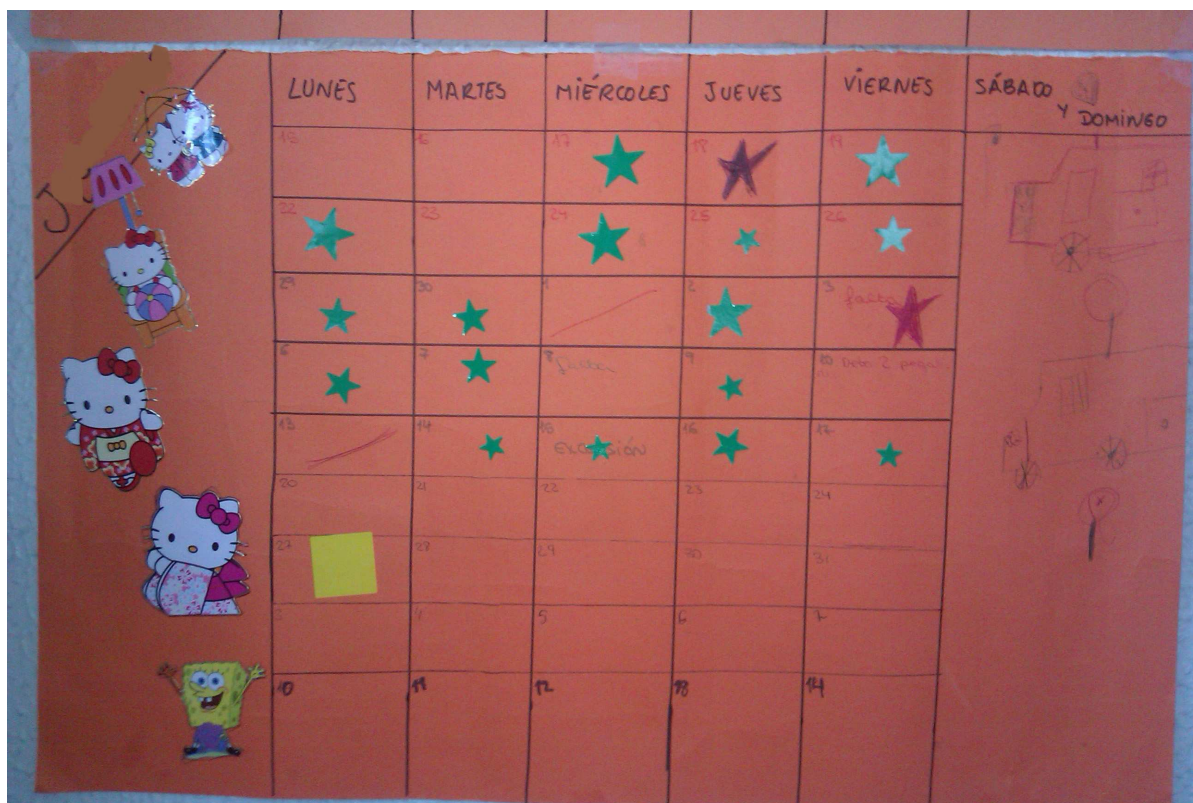 LUNES MARTES MIÉRCOLES JUEVES VIERNES SÁBADO
Y DOMINGO
J
15 16 17 18 19
22 23 24 25 26
29 30 1 2 3 falta
6 7 8 9 10
13 14 15 EXCURSIÓN 16 17
20 21 22 23 24
27 28 29 30 31
4 5 6 7
10 11 12 13 14